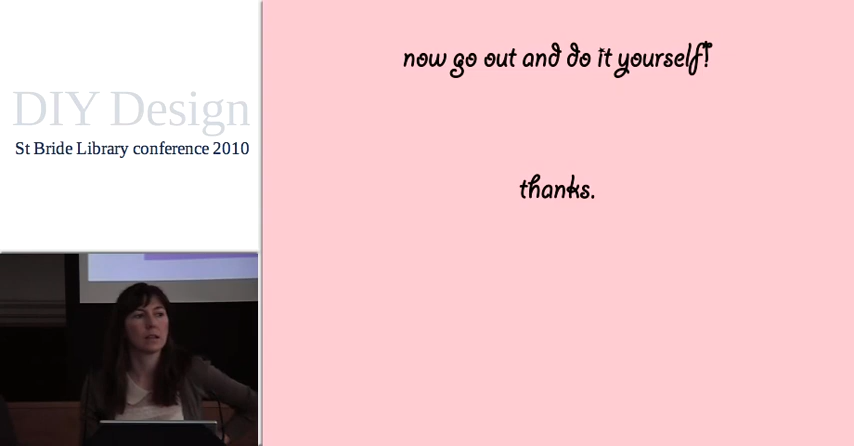 DIY Design
St Bride Library conference 2010
now go out and do it yourself!
thanks.